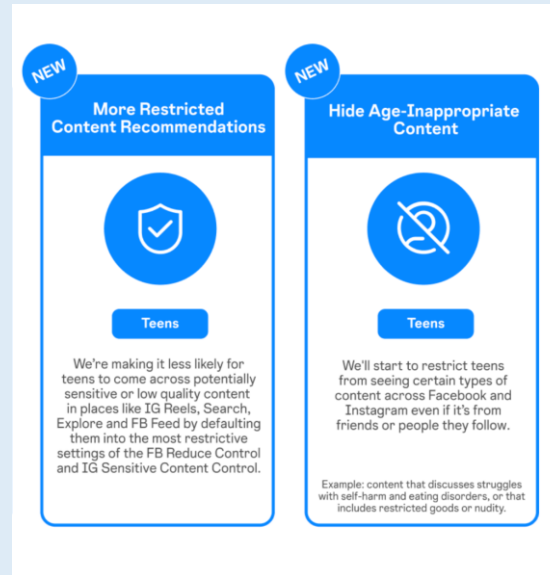 NEW
More Restricted
Content Recommendations
Teens
We're making it less likely for
teens to come across potentially
sensitive or low quality content
in places like IG Reels, Search,
Explore and FB Feed by defaulting
them into the most restrictive
settings of the FB Reduce Control
and IG Sensitive Content Control.
NEW
Hide Age-Inappropriate
Content
Teens
We'll start to restrict teens
from seeing certain types of
content across Facebook and
Instagram even if it's from
friends or people they follow.
Example: content that discusses struggles
with self-harm and eating disorders, or that
includes restricted goods or nudity.